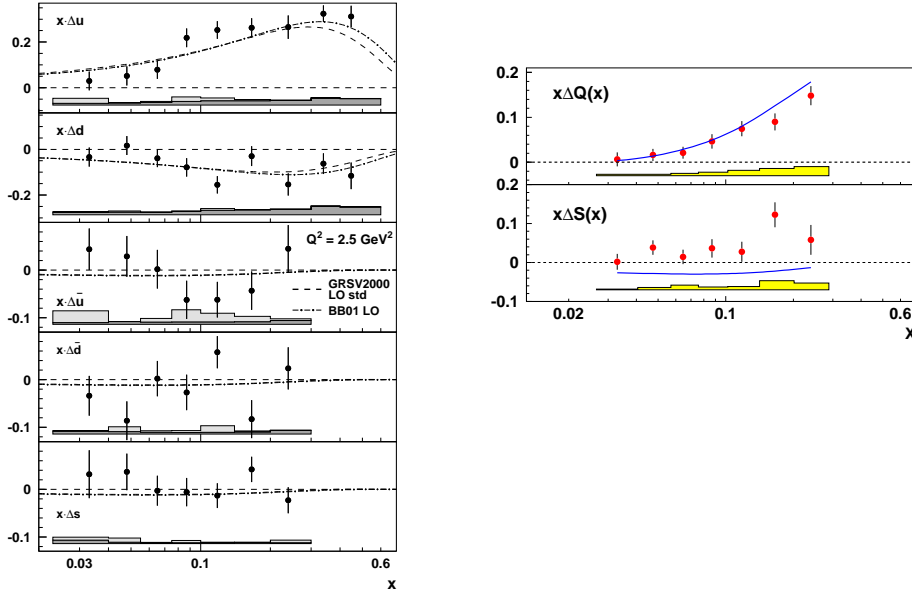 x·Δu
0.2
0
x·Δd
0
-0.2
Q² = 2.5 GeV²
0
GRSV2000
LO std
x·Δū
BB01 LO
-0.1
x·Δd̄
0
-0.1
x·Δs
0
-0.1
0.03 0.1 0.6
x
0.2
xΔQ(x)
0.1
0
0.2
xΔS(x)
0.1
0
-0.1
0.02 0.1 0.6
X